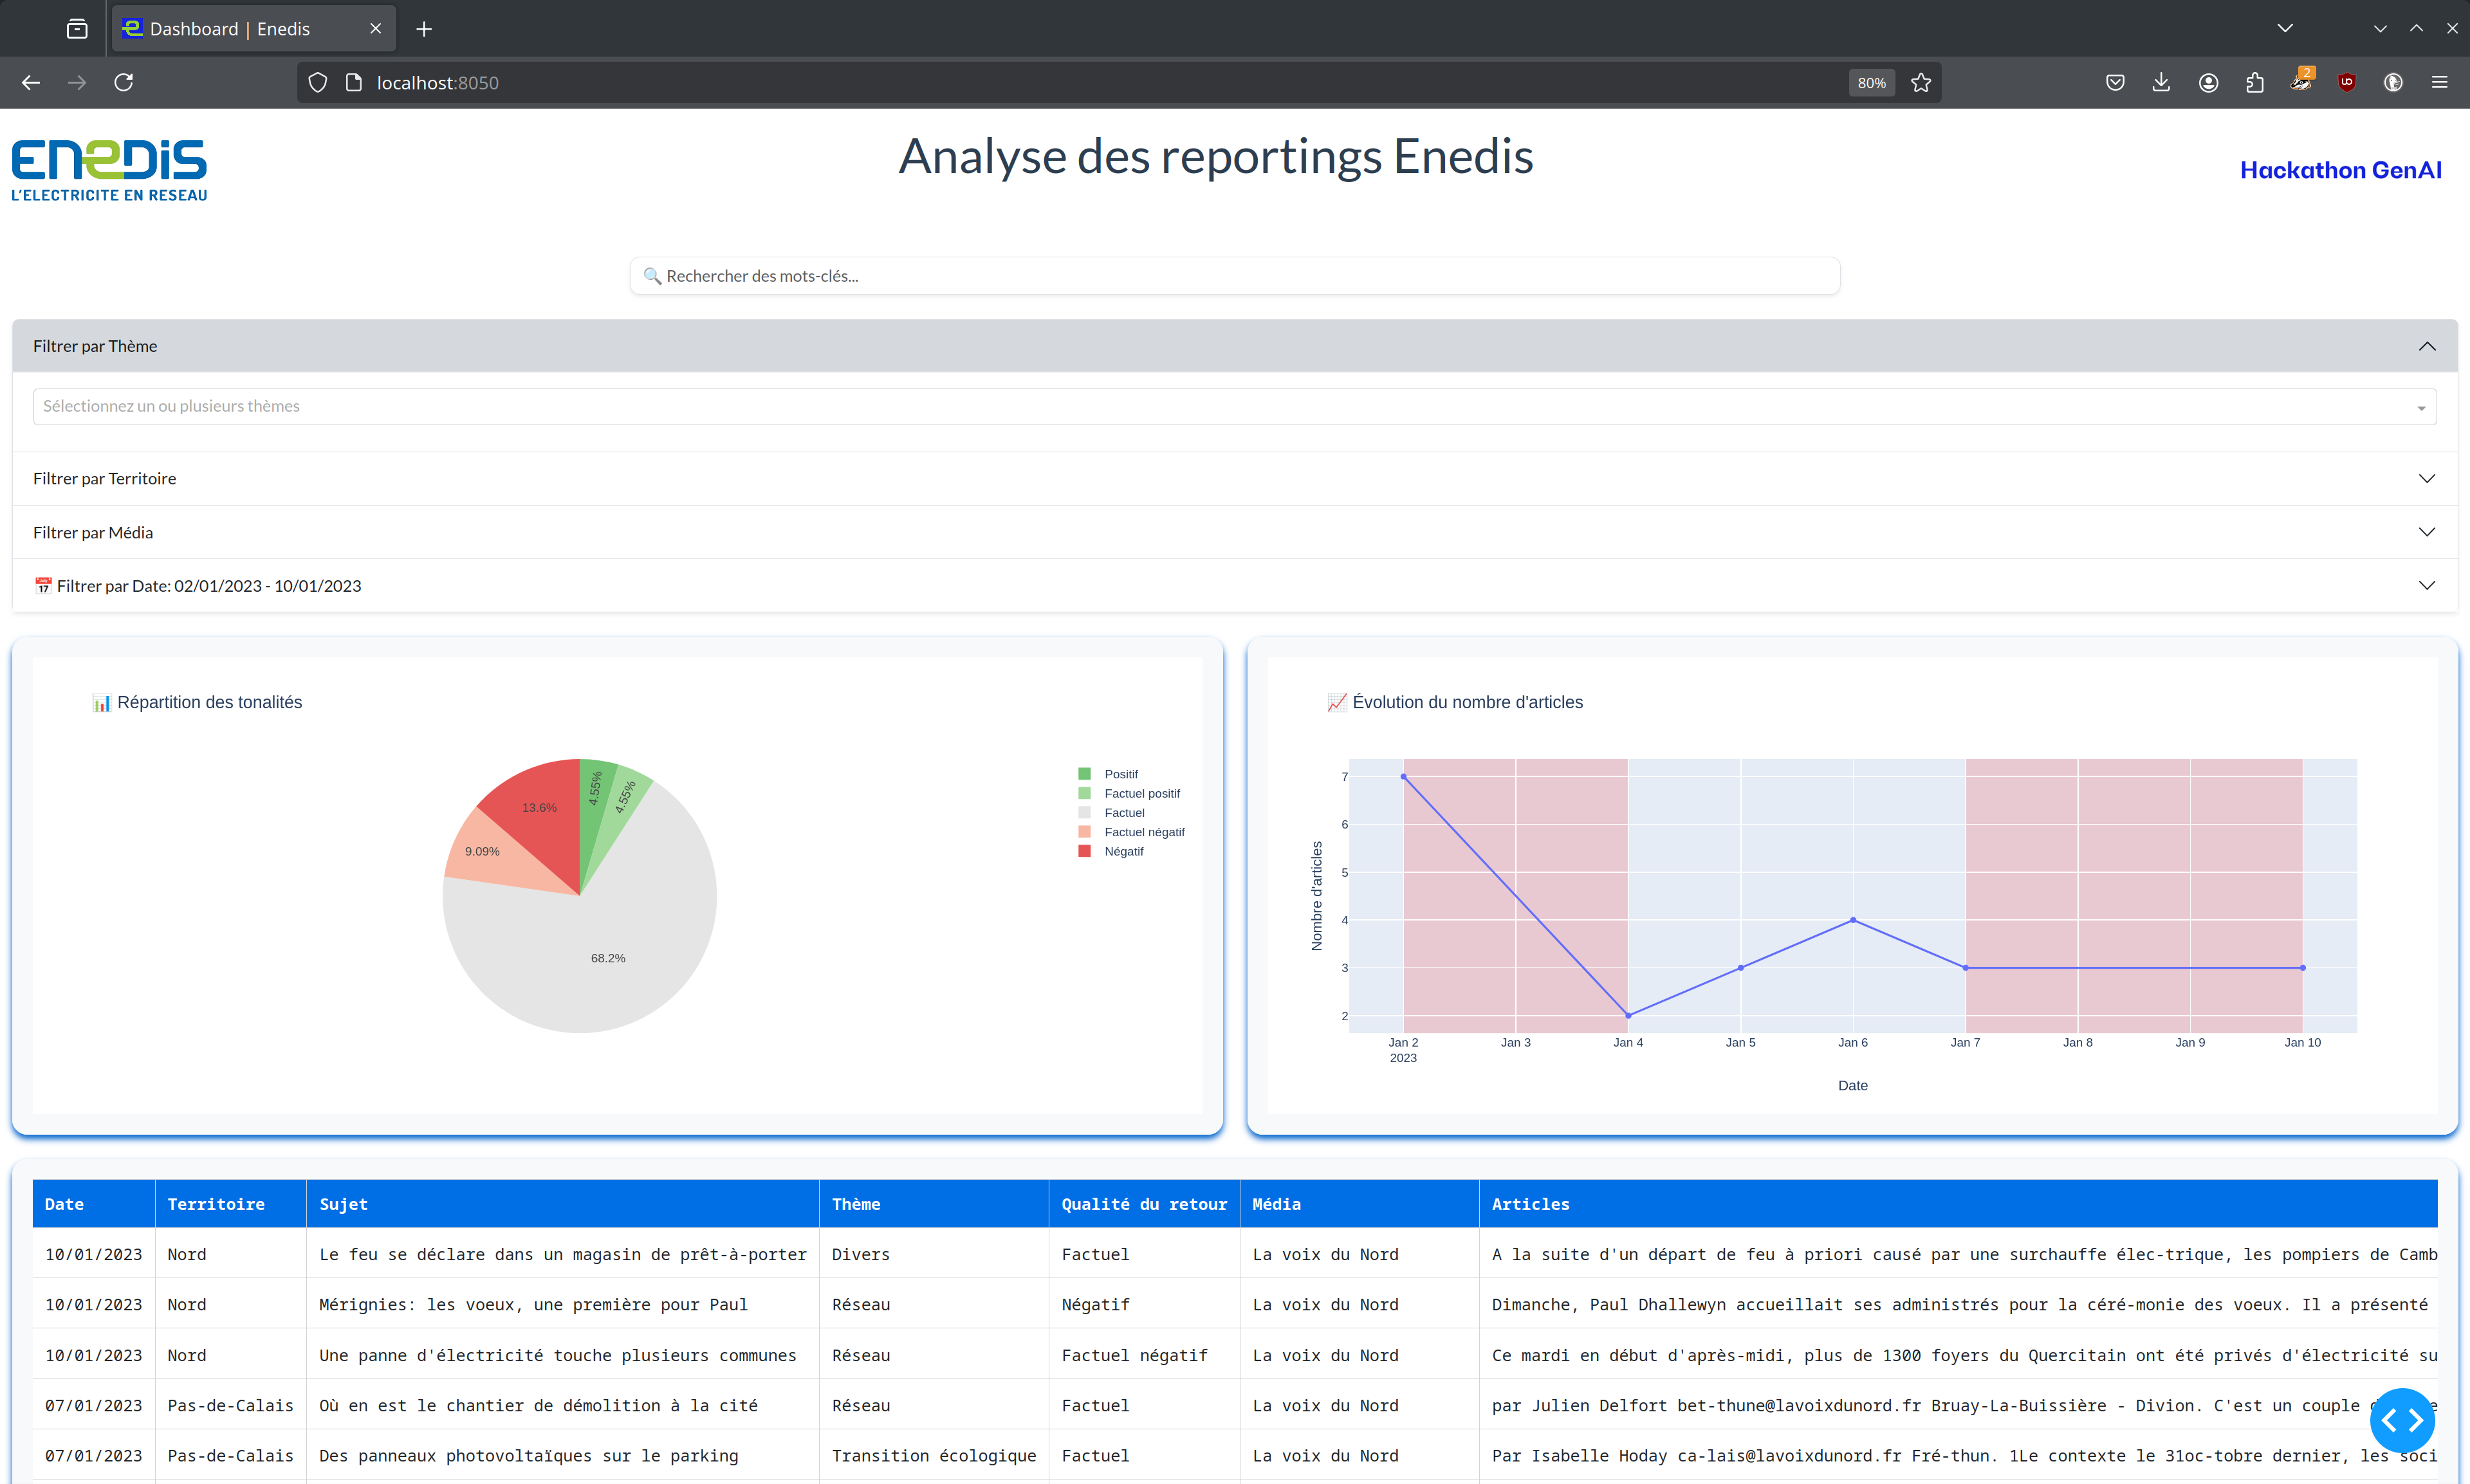 Dashboard | Enedis
localhost:8050
80%
2
ENEDIS
L'ELECTRICITE EN RESEAU
Analyse des reportings Enedis
Hackathon GenAI
🔍 Rechercher des mots-clés...
Filtrer par Thème
Sélectionnez un ou plusieurs thèmes
Filtrer par Territoire
Filtrer par Média
📅 Filtrer par Date: 02/01/2023 - 10/01/2023
📊 Répartition des tonalités
4.55%
4.55%
13.6%
9.09%
68.2%
Positif
Factuel positif
Factuel
Factuel négatif
Négatif
📈 Évolution du nombre d'articles
Nombre d'articles
7
6
5
4
3
2
Jan 2 Jan 3 Jan 4 Jan 5 Jan 6 Jan 7 Jan 8 Jan 9 Jan 10
2023
Date
Date Territoire Sujet Thème Qualité du retour Média Articles
10/01/2023 Nord Le feu se déclare dans un magasin de prêt-à-porter Divers Factuel La voix du Nord A la suite d'un départ de feu à priori causé par une surchauffe élec-trique, les pompiers de Camb
10/01/2023 Nord Mérignies: les voeux, une première pour Paul Réseau Négatif La voix du Nord Dimanche, Paul Dhallewyn accueillait ses administrés pour la céré-monie des voeux. Il a présenté
10/01/2023 Nord Une panne d'électricité touche plusieurs communes Réseau Factuel négatif La voix du Nord Ce mardi en début d'après-midi, plus de 1300 foyers du Quercitain ont été privés d'électricité su
07/01/2023 Pas-de-Calais Où en est le chantier de démolition à la cité Réseau Factuel La voix du Nord par Julien Delfort bet-thune@lavoixdunord.fr Bruay-La-Buissière - Divion. C'est un couple
07/01/2023 Pas-de-Calais Des panneaux photovoltaïques sur le parking Transition écologique Factuel La voix du Nord Par Isabelle Hoday ca-lais@lavoixdunord.fr Fré-thun. 1Le contexte le 31oc-tobre dernier, les soci